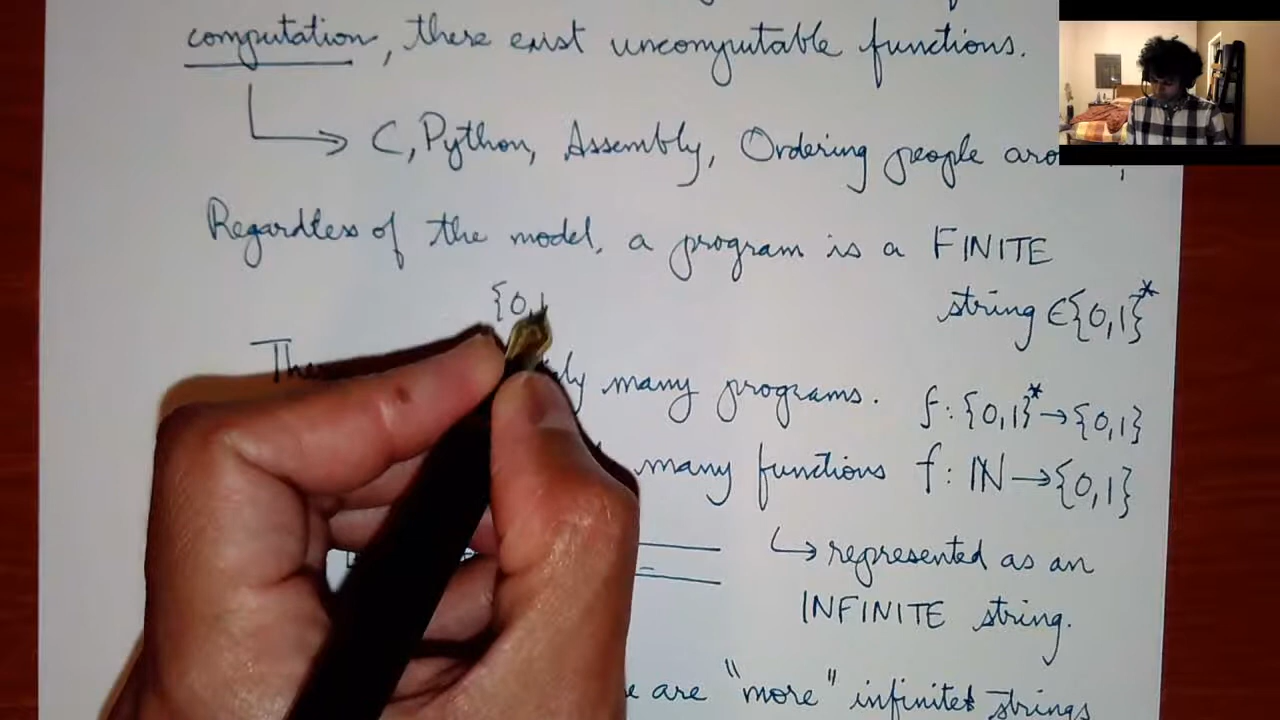 computation, there exist uncomputable functions.
C, Python, Assembly, Ordering people
Regardless of the model, a program is a FINITE
string ∈{0,1}*
{0,
many programs. f: {0,1}*→{0,1}
many functions f: IN→{0,1}
↳ represented as an
INFINITE string.
are "more" infinite strings